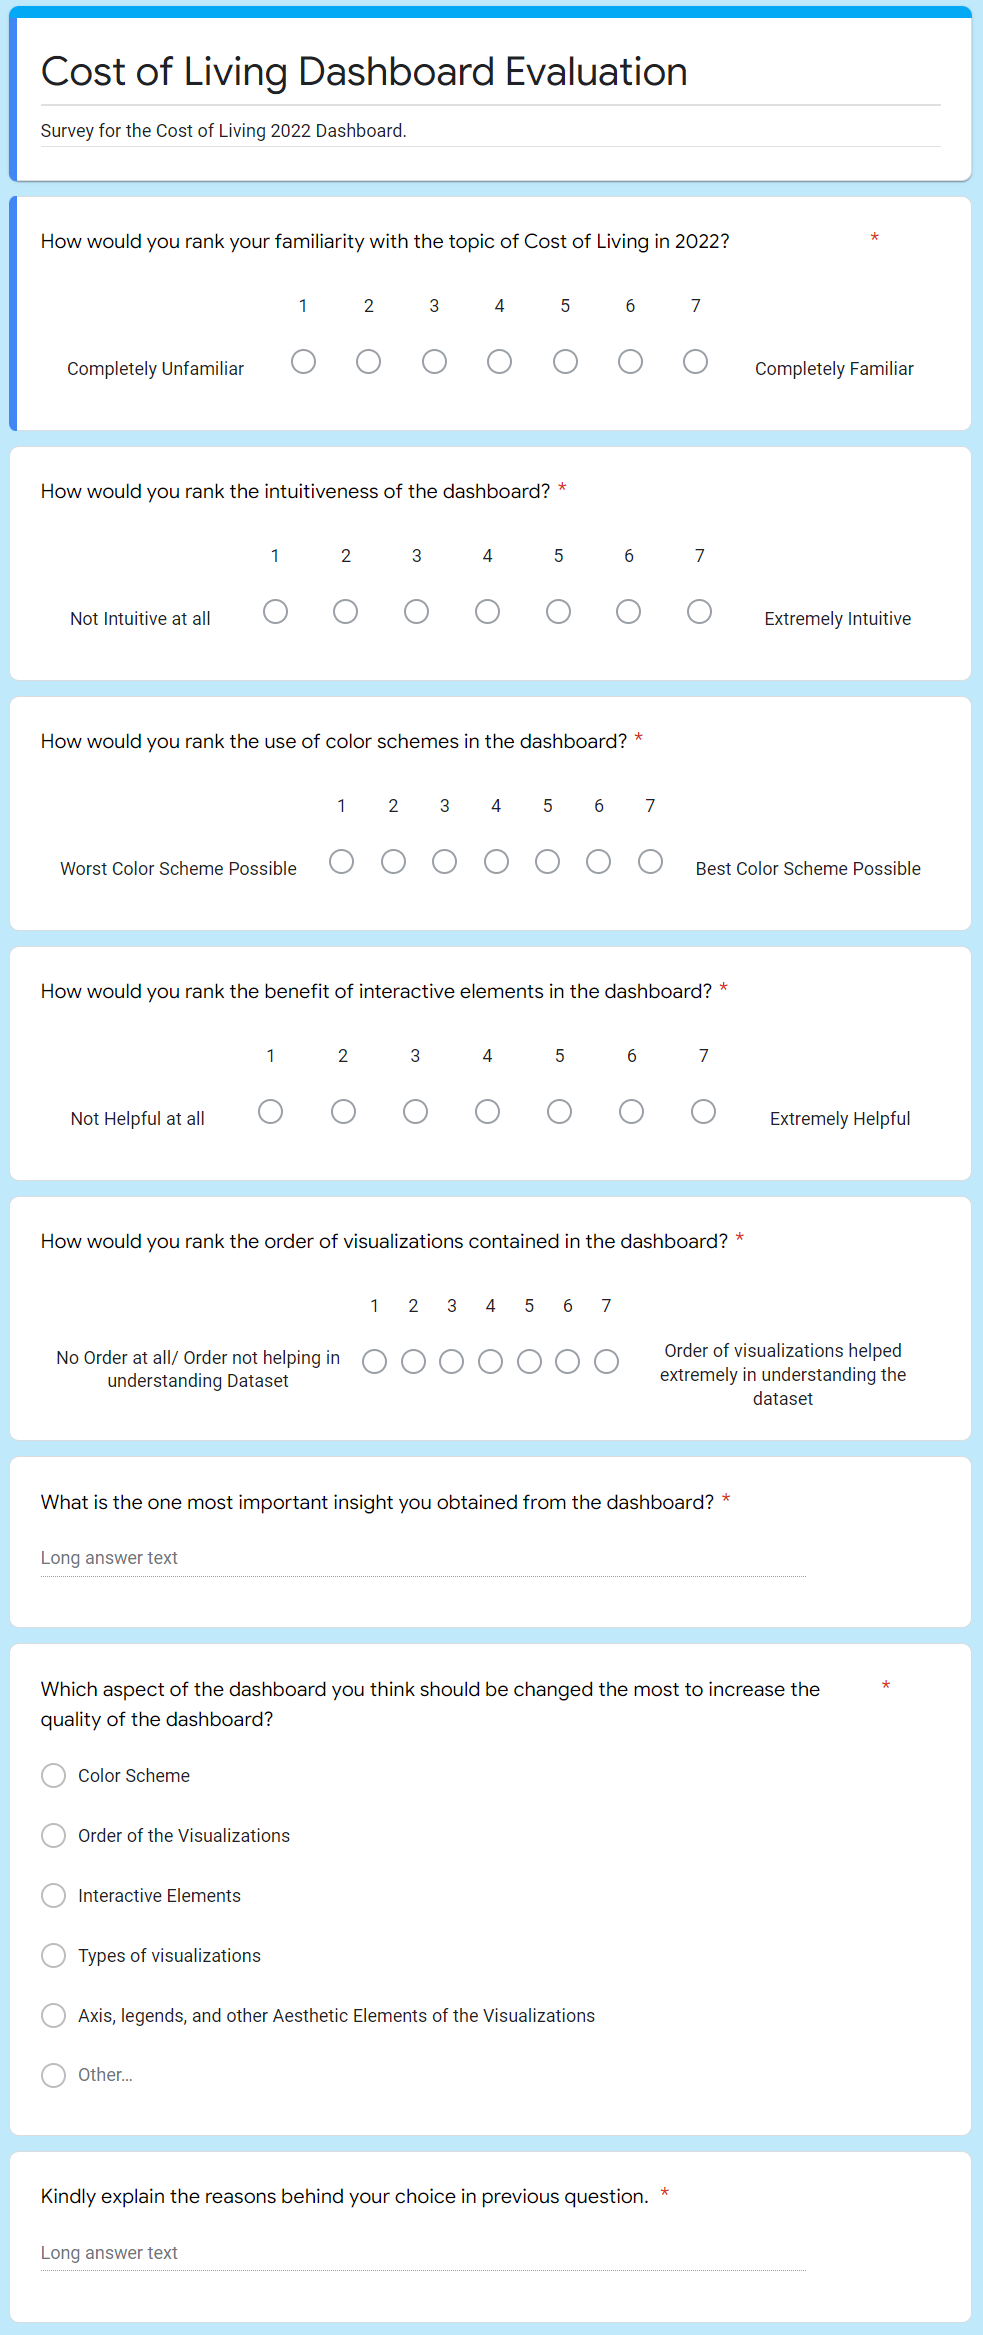 Cost of Living Dashboard Evaluation
Survey for the Cost of Living 2022 Dashboard.
How would you rank your familiarity with the topic of Cost of Living in 2022? *
1 2 3 4 5 6 7
Completely Unfamiliar Completely Familiar
How would you rank the intuitiveness of the dashboard? *
1 2 3 4 5 6 7
Not Intuitive at all Extremely Intuitive
How would you rank the use of color schemes in the dashboard? *
1 2 3 4 5 6 7
Worst Color Scheme Possible Best Color Scheme Possible
How would you rank the benefit of interactive elements in the dashboard? *
1 2 3 4 5 6 7
Not Helpful at all Extremely Helpful
How would you rank the order of visualizations contained in the dashboard? *
1 2 3 4 5 6 7
No Order at all/ Order not helping in
understanding Dataset
Order of visualizations helped
extremely in understanding the
dataset
What is the one most important insight you obtained from the dashboard? *
Long answer text
Which aspect of the dashboard you think should be changed the most to increase the *
quality of the dashboard?
Color Scheme
Order of the Visualizations
Interactive Elements
Types of visualizations
Axis, legends, and other Aesthetic Elements of the Visualizations
Other...
Kindly explain the reasons behind your choice in previous question. *
Long answer text